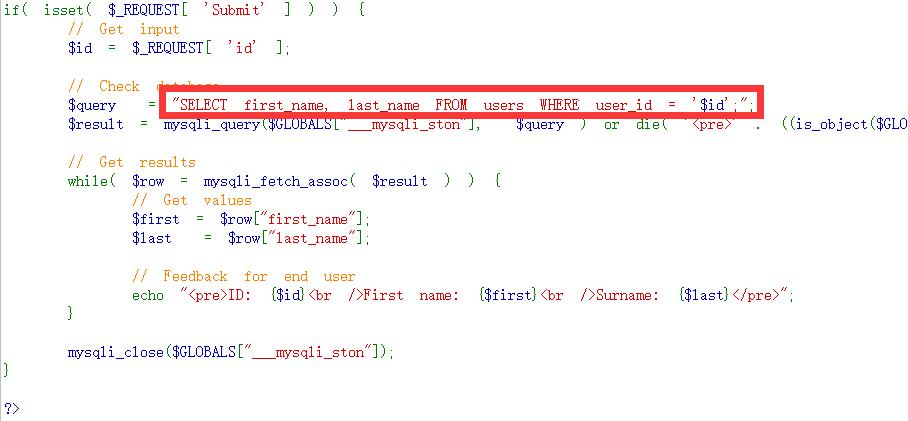 if( isset( $_REQUEST[ 'Submit' ] ) ) {
// Get input
$id = $_REQUEST[ 'id' ];
// Check database
$query = "SELECT first_name, last_name FROM users WHERE user_id = '$id';";
$result = mysqli_query($GLOBALS["___mysqli_ston"], $query ) or die( '<pre>' . ((is_object($GLO
// Get results
while( $row = mysqli_fetch_assoc( $result ) ) {
// Get values
$first = $row["first_name"];
$last = $row["last_name"];
// Feedback for end user
echo "<pre>ID: {$id}<br />First name: {$first}<br />Surname: {$last}</pre>";
}
mysqli_close($GLOBALS["___mysqli_ston"]);
}
?>